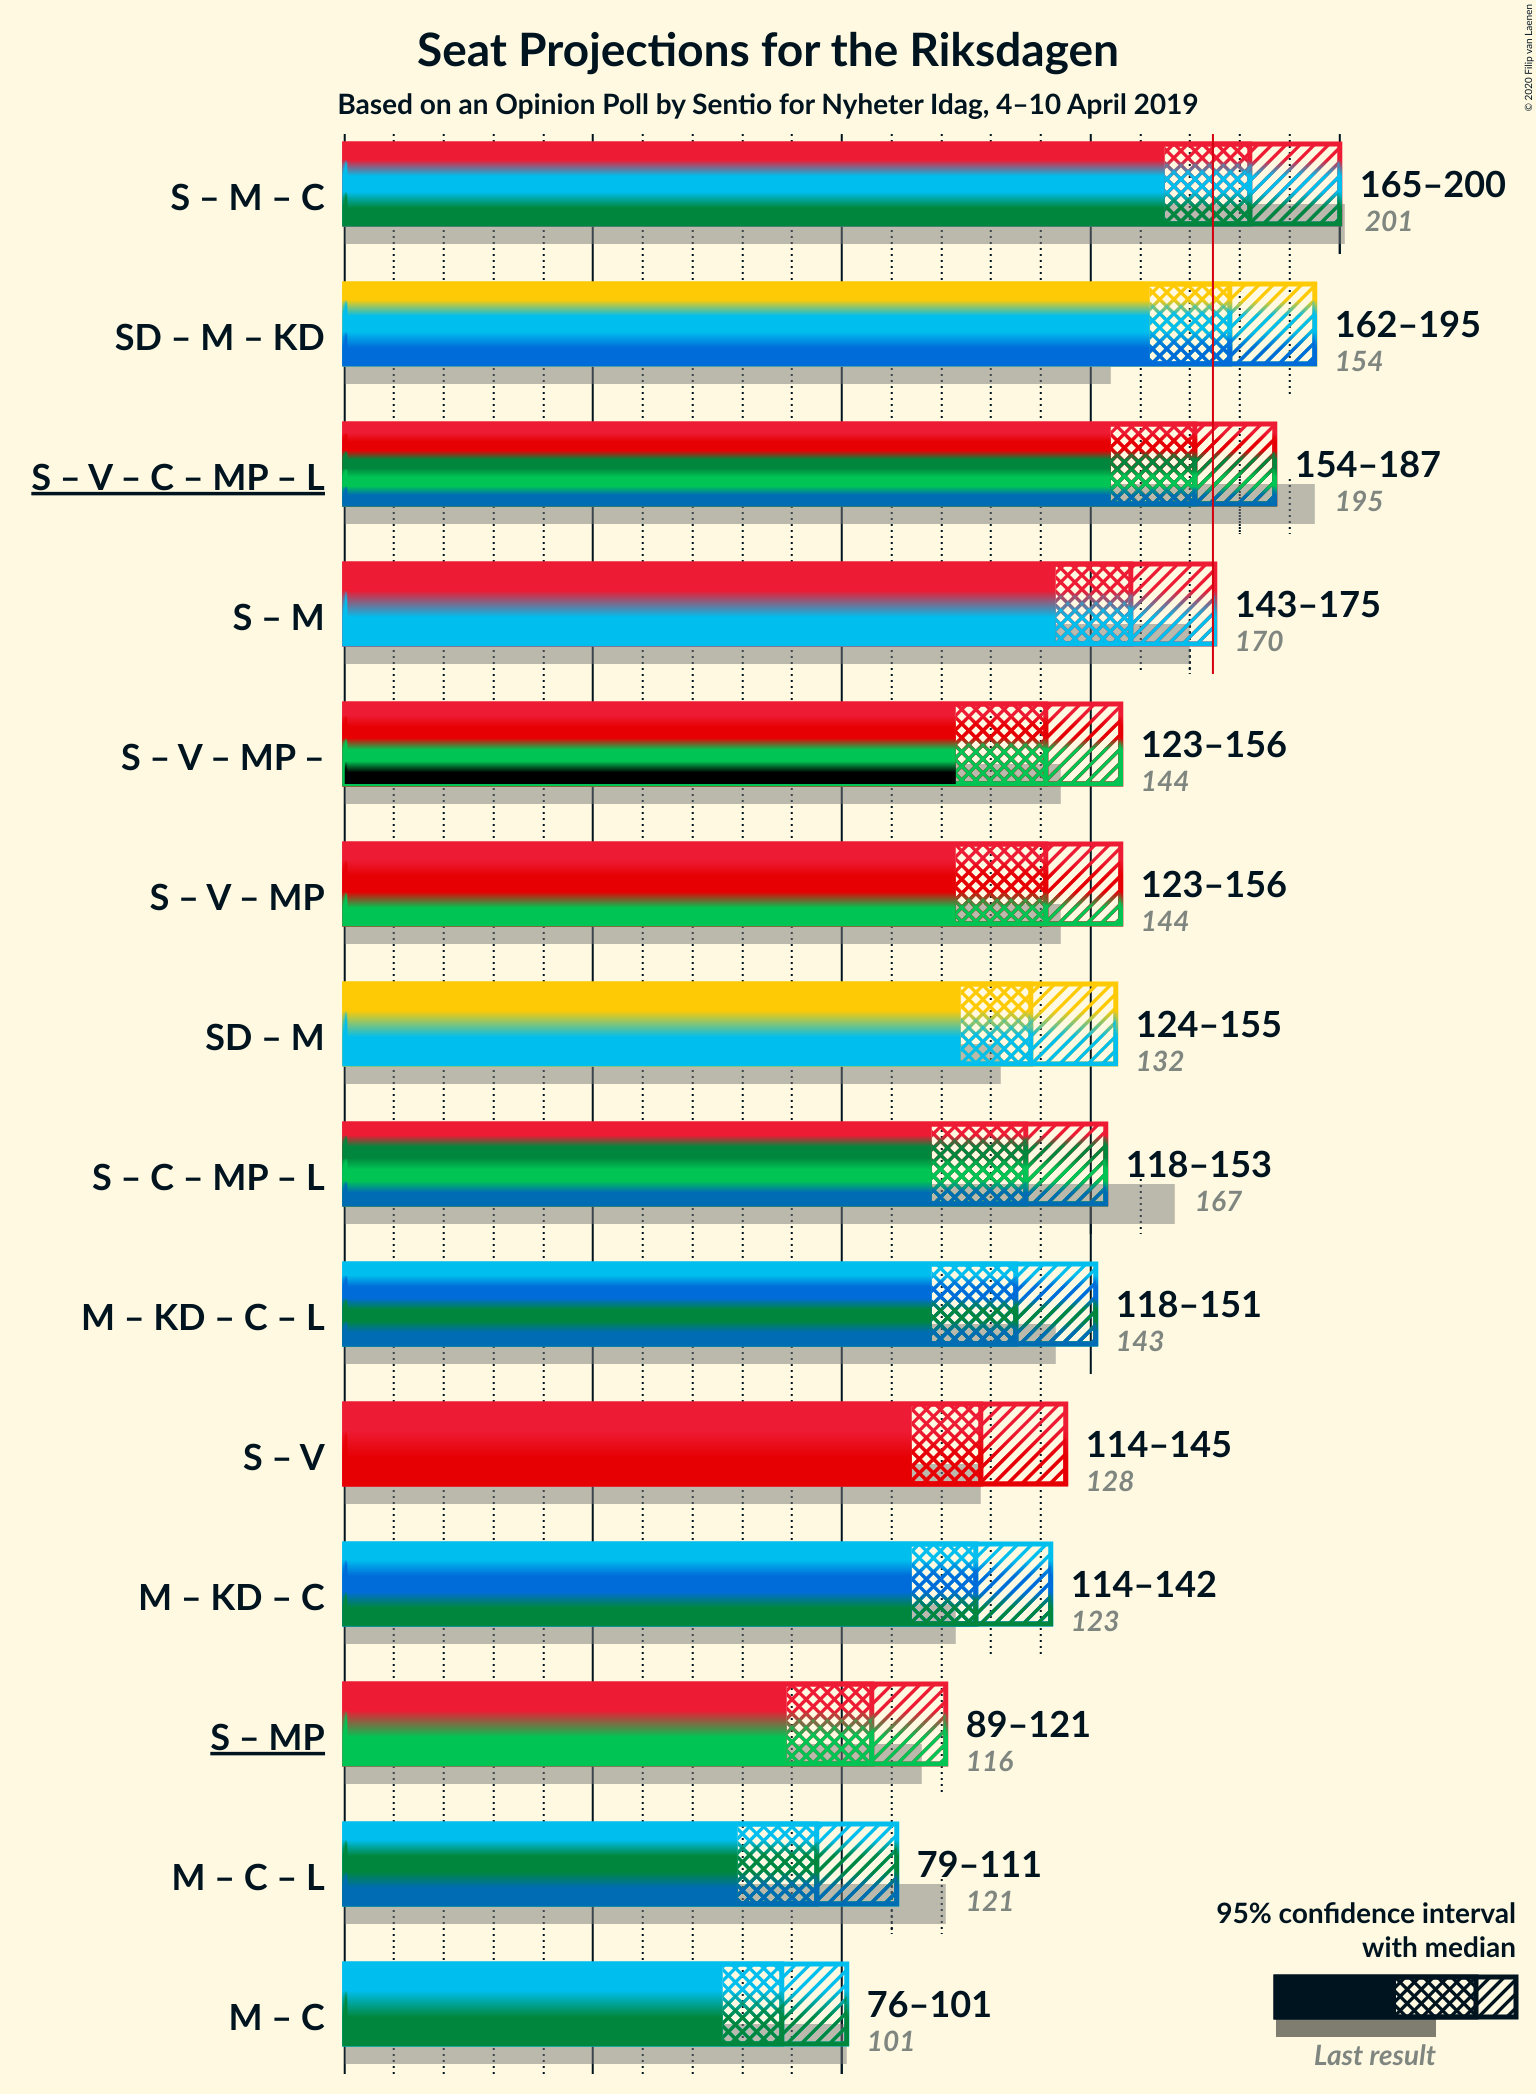 Seat Projections for the Riksdagen
Based on an Opinion Poll by Sentio for Nyheter Idag, 4–10 April 2019
© 2020 Filip van Laenen
S – M – C
165–200
201
SD – M – KD
162–195
154
S – V – C – MP – L
154–187
195
S – M
143–175
170
S – V – MP –
123–156
144
S – V – MP
123–156
144
SD – M
124–155
132
S – C – MP – L
118–153
167
M – KD – C – L
118–151
143
S – V
114–145
128
M – KD – C
114–142
123
S – MP
89–121
116
M – C – L
79–111
121
M – C
76–101
101
95% confidence interval
with median
Last result